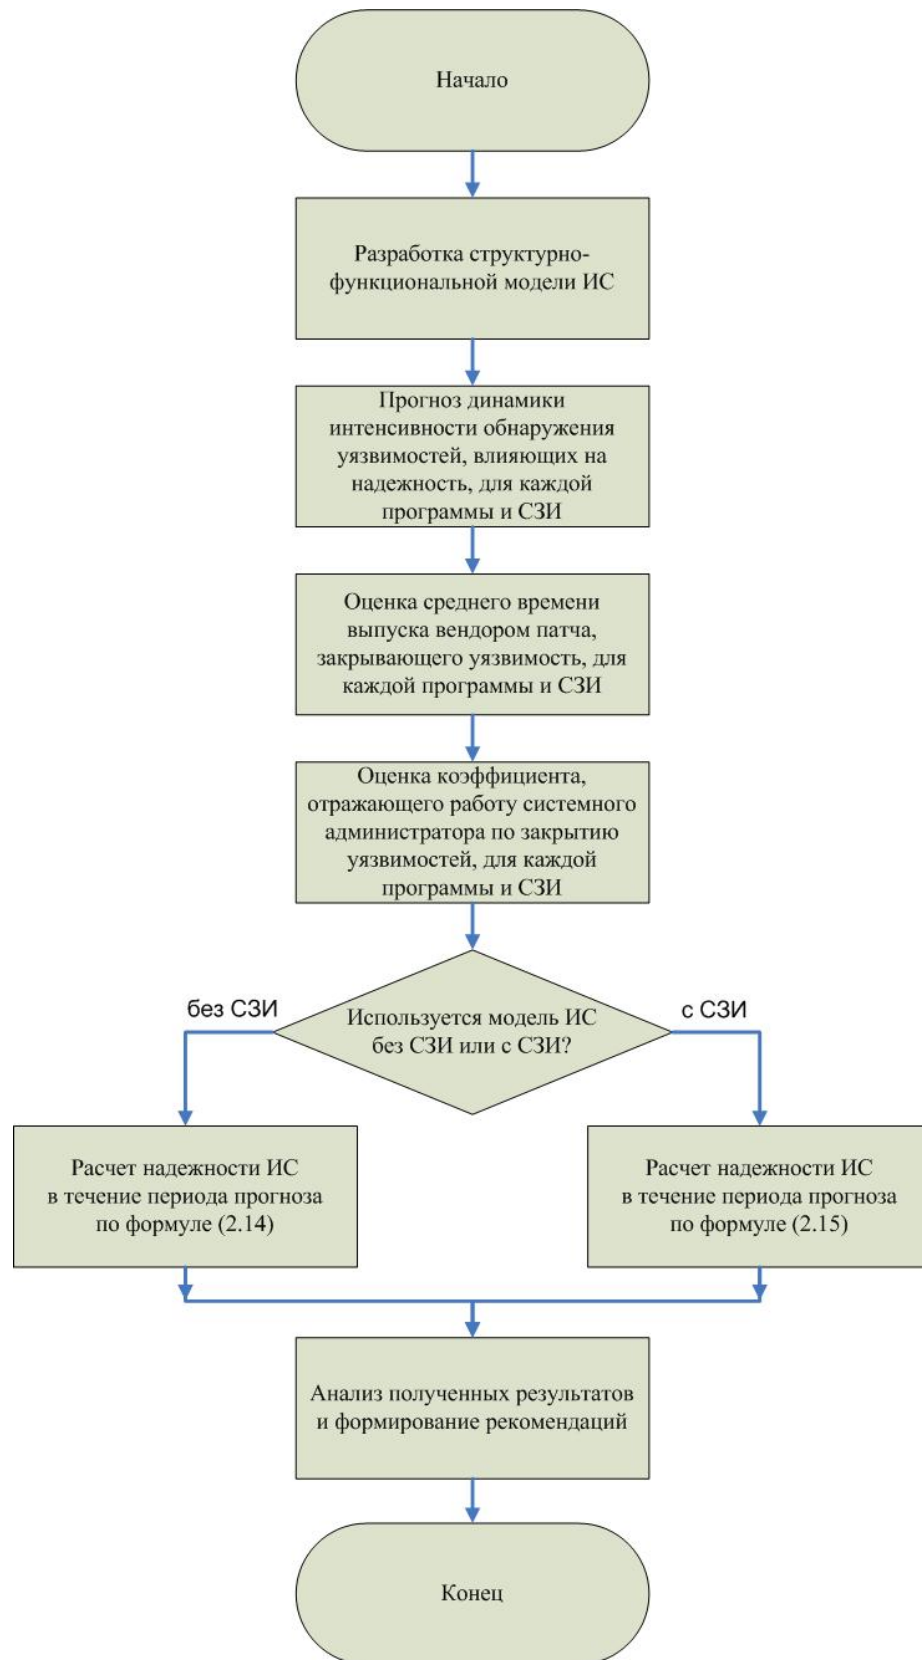 Начало
Разработка структурно-
функциональной модели ИС
Прогноз динамики
интенсивности обнаружения
уязвимостей, влияющих на
надежность, для каждой
программы и СЗИ
Оценка среднего времени
выпуска вендором патча,
закрывающего уязвимость, для
каждой программы и СЗИ
Оценка коэффициента,
отражающего работу системного
администратора по закрытию
уязвимостей, для каждой
программы и СЗИ
без СЗИ
с СЗИ
Используется модель ИС
без СЗИ или с СЗИ?
Расчет надежности ИС
в течение периода прогноза
по формуле (2.14)
Расчет надежности ИС
в течение периода прогноза
по формуле (2.15)
Анализ полученных результатов
и формирование рекомендаций
Конец